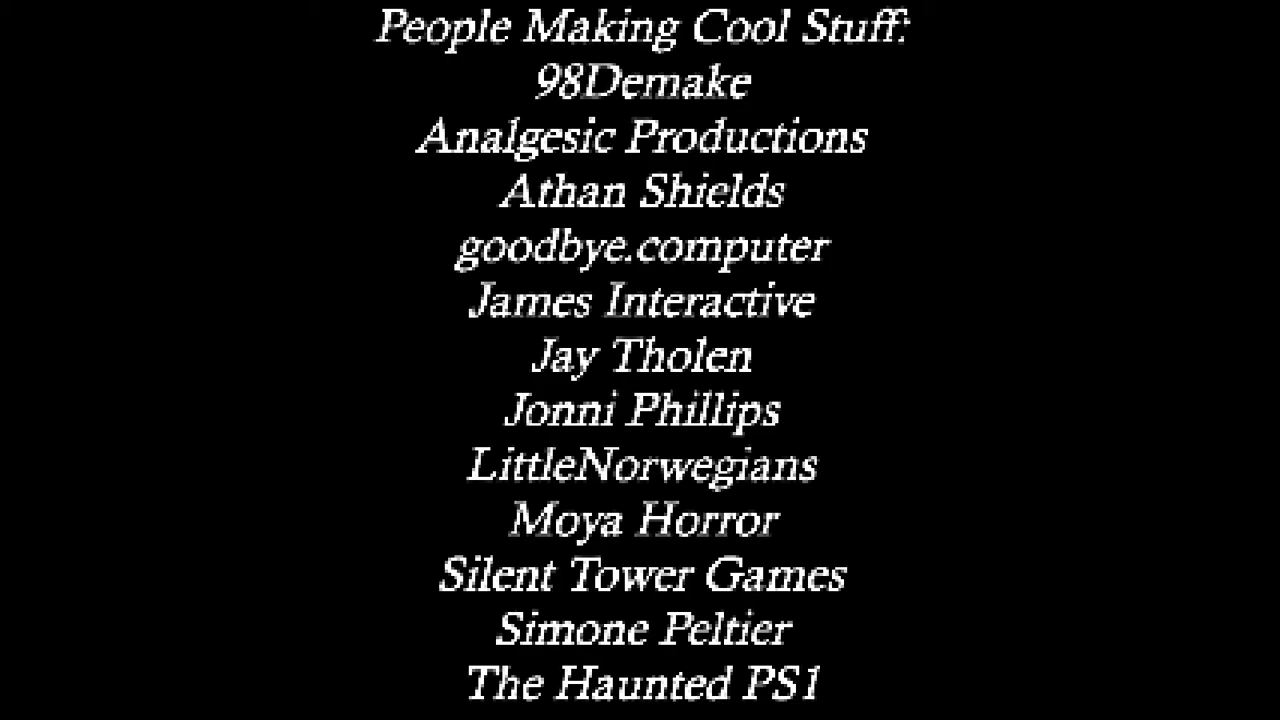 People Making Cool Stuff:
98Demake
Analgesic Productions
Athan Shields
goodbye.computer
James Interactive
Jay Tholen
Jonni Phillips
LittleNorwegians
Moya Horror
Silent Tower Games
Simone Peltier
The Haunted PS1